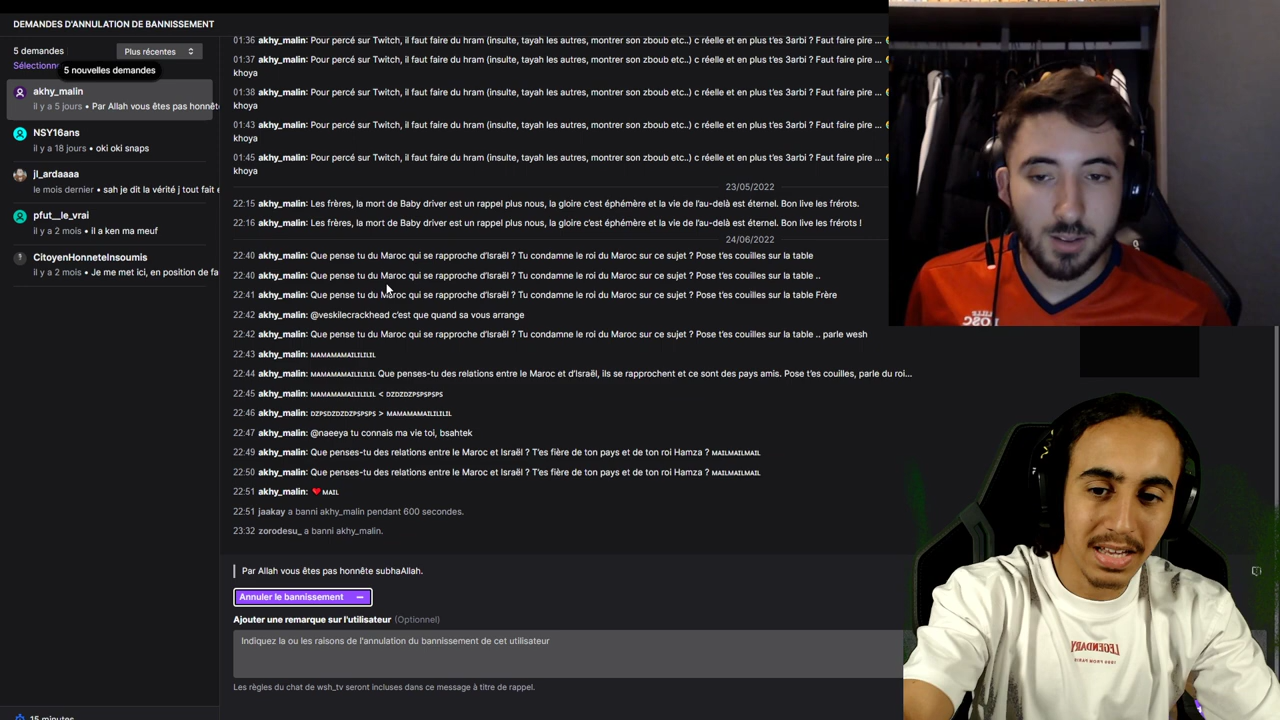 DEMANDES D'ANNULATION DE BANNISSEMENT
5 demandes
Plus récentes
Sélectionn
5 nouvelles demandes
akhy_malin
il y a 5 jours • Par Allah vous êtes pas honnêt
NSY16ans
il y a 18 jours • oki oki snaps
jl_ardaaaa
le mois dernier • sah je dit la vérité j tout fait e
pfut__le_vrai
il y a 2 mois • il a ken ma meuf
CitoyenHonneteInsoumis
il y a 2 mois • Je me met ici, en position de fa
15 minutes
01:36 akhy_malin: Pour percé sur Twitch, il faut faire du hram (insulte, tayah les autres, montrer son zboub etc..) c réelle et en plus t'es 3arbi ? Faut faire pire ...
01:37 akhy_malin: Pour percé sur Twitch, il faut faire du hram (insulte, tayah les autres, montrer son zboub etc..) c réelle et en plus t'es 3arbi ? Faut faire pire ...
khoya
01:38 akhy_malin: Pour percé sur Twitch, il faut faire du hram (insulte, tayah les autres, montrer son zboub etc..) c réelle et en plus t'es 3arbi ? Faut faire pire ...
khoya
01:43 akhy_malin: Pour percé sur Twitch, il faut faire du hram (insulte, tayah les autres, montrer son zboub etc..) c réelle et en plus t'es 3arbi ? Faut faire pire ...
khoya
01:45 akhy_malin: Pour percé sur Twitch, il faut faire du hram (insulte, tayah les autres, montrer son zboub etc..) c réelle et en plus t'es 3arbi ? Faut faire pire ...
khoya
23/05/2022
22:15 akhy_malin: Les frères, la mort de Baby driver est un rappel plus nous, la gloire c'est éphémère et la vie de l'au-delà est éternel. Bon live les frérots.
22:16 akhy_malin: Les frères, la mort de Baby driver est un rappel plus nous, la gloire c'est éphémère et la vie de l'au-delà est éternel. Bon live les frérots !
24/06/2022
22:40 akhy_malin: Que pense tu du Maroc qui se rapproche d'Israël ? Tu condamne le roi du Maroc sur ce sujet ? Pose t'es couilles sur la table
22:40 akhy_malin: Que pense tu du Maroc qui se rapproche d'Israël ? Tu condamne le roi du Maroc sur ce sujet ? Pose t'es couilles sur la table ..
22:41 akhy_malin: Que pense tu du Maroc qui se rapproche d'Israël ? Tu condamne le roi du Maroc sur ce sujet ? Pose t'es couilles sur la table Frère
22:42 akhy_malin: @veskilecrackhead c'est que quand sa vous arrange
22:42 akhy_malin: Que pense tu du Maroc qui se rapproche d'Israël ? Tu condamne le roi du Maroc sur ce sujet ? Pose t'es couilles sur la table .. parle wesh
22:43 akhy_malin: ᴍᴀᴍᴀᴍᴀᴍᴀɪʟɪʟɪʟɪʟ
22:44 akhy_malin: ᴍᴀᴍᴀᴍᴀᴍᴀɪʟɪʟɪʟɪʟ Que penses-tu des relations entre le Maroc et d'Israël, ils se rapprochent et ce sont des pays amis. Pose t'es couilles, parle du roi...
22:45 akhy_malin: ᴍᴀᴍᴀᴍᴀᴍᴀɪʟɪʟɪʟɪʟ < ᴅᴢᴅᴢᴅᴢᴘsᴘsᴘsᴘs
22:46 akhy_malin: ᴅᴢᴘsᴅᴢᴅᴢᴅᴢᴘsᴘsᴘs > ᴍᴀᴍᴀᴍᴀᴍᴀɪʟɪʟɪʟɪʟ
22:47 akhy_malin: @naeeya tu connais ma vie toi, bsahtek
22:49 akhy_malin: Que penses-tu des relations entre le Maroc et Israël ? T'es fière de ton pays et de ton roi Hamza ? ᴍᴀɪʟᴍᴀɪʟᴍᴀɪʟ
22:50 akhy_malin: Que penses-tu des relations entre le Maroc et Israël ? T'es fière de ton pays et de ton roi Hamza ? ᴍᴀɪʟᴍᴀɪʟᴍᴀɪʟ
22:51 akhy_malin: ❤️ ᴍᴀɪʟ
22:51 jaakay a banni akhy_malin pendant 600 secondes.
23:32 zorodesu_ a banni akhy_malin.
Par Allah vous êtes pas honnête subhaAllah.
Annuler le bannissement
Ajouter une remarque sur l'utilisateur (Optionnel)
Indiquez la ou les raisons de l'annulation du bannissement de cet utilisateur
Les règles du chat de wsh_tv seront incluses dans ce message à titre de rappel.
LILLE
LOSC
LEGENDARY